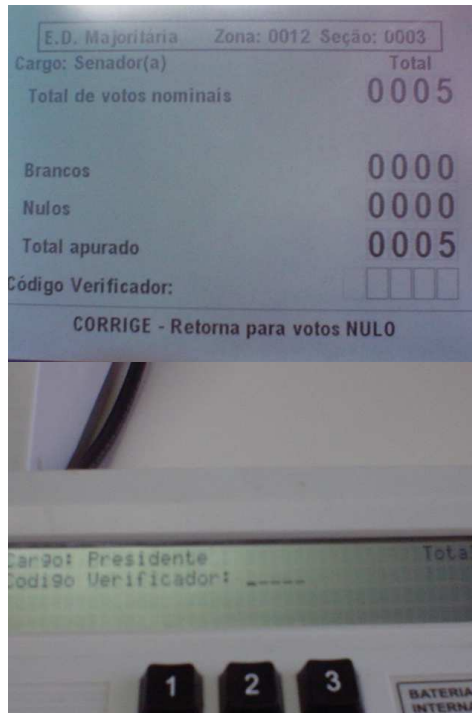 E.D. Majoritária Zona: 0012 Seção: 0003
Cargo: Senador(a) Total
Total de votos nominais 0005
Brancos 0000
Nulos 0000
Total apurado 0005
Código Verificador:
CORRIGE - Retorna para votos NULO
Cargo: Presidente Tota
Codigo Verificador: _____
1 2 3
BATERIA
INTERNA